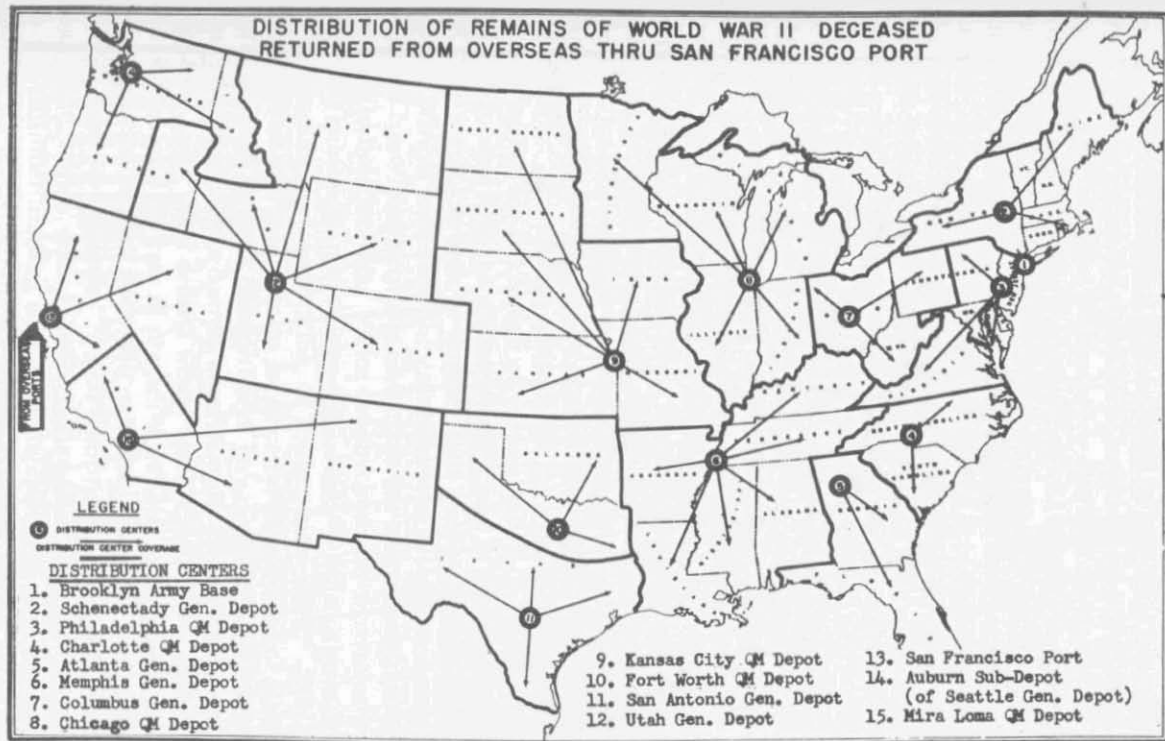 DISTRIBUTION OF REMAINS OF WORLD WAR II DECEASED
RETURNED FROM OVERSEAS THRU SAN FRANCISCO PORT
FROM OVERSEAS
PORTS
LEGEND
DISTRIBUTION CENTERS
DISTRIBUTION CENTER COVERAGE
DISTRIBUTION CENTERS
1. Brooklyn Army Base
2. Schenectady Gen. Depot
3. Philadelphia QM Depot
4. Charlotte QM Depot
5. Atlanta Gen. Depot
6. Memphis Gen. Depot
7. Columbus Gen. Depot
8. Chicago QM Depot
9. Kansas City QM Depot
10. Fort Worth QM Depot
11. San Antonio Gen. Depot
12. Utah Gen. Depot
13. San Francisco Port
14. Auburn Sub-Depot
(of Seattle Gen. Depot)
15. Mira Loma QM Depot